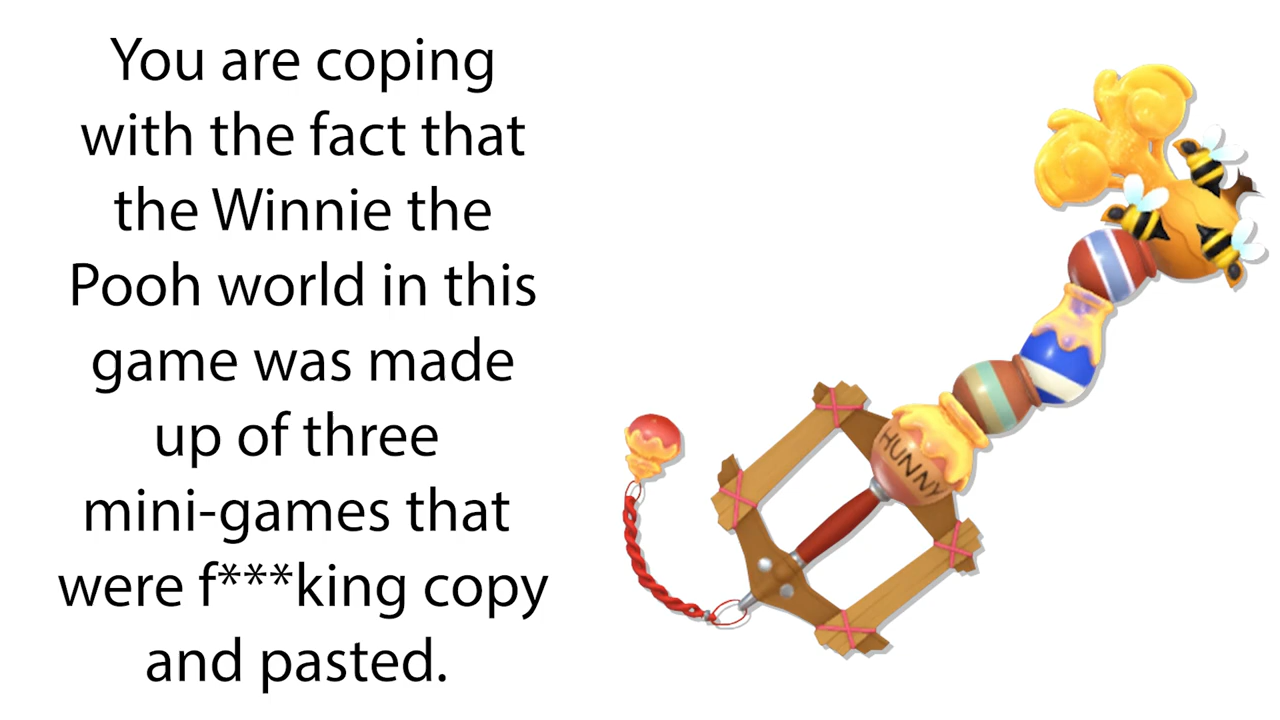 You are coping
with the fact that
the Winnie the
Pooh world in this
game was made
up of three
mini-games that
were f***king copy
and pasted.
HUNNY